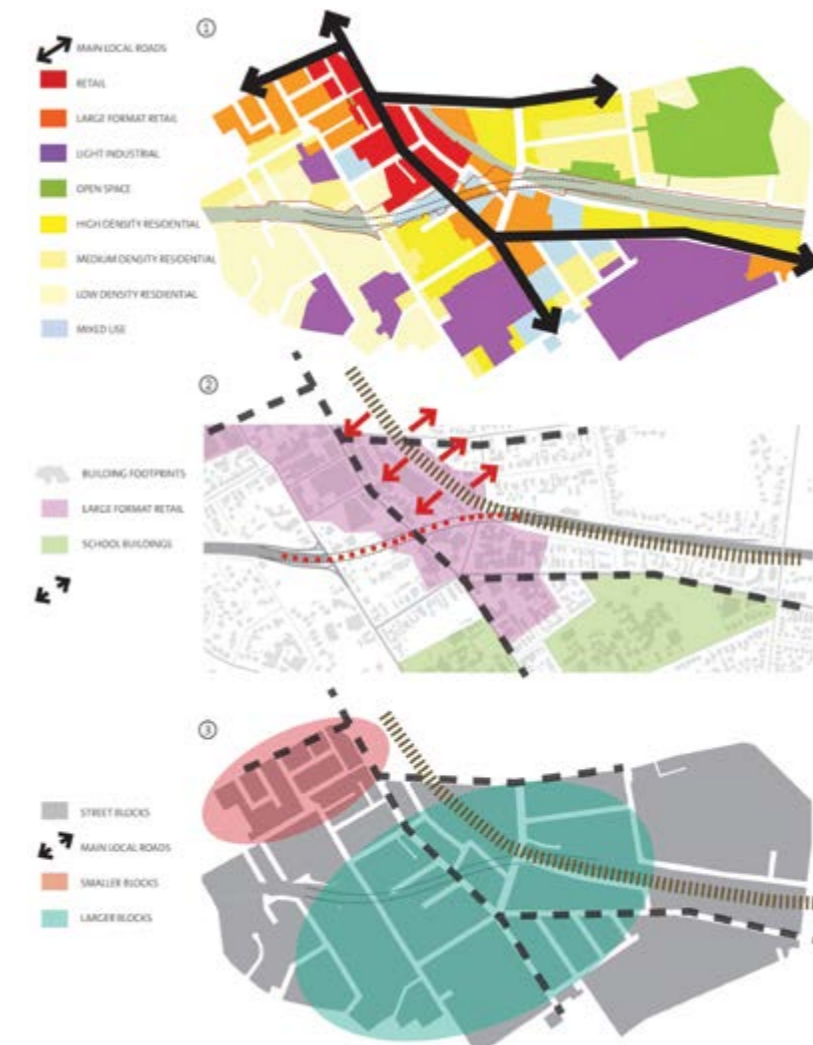 1
MAIN LOCAL ROADS
RETAIL
LARGE FORMAT RETAIL
LIGHT INDUSTRIAL
OPEN SPACE
HIGH DENSITY RESIDENTIAL
MEDIUM DENSITY RESIDENTIAL
LOW DENSITY RESDIENTIAL
MIXED USE
2
BUILDING FOOTPRINTS
LARGE FORMAT RETAIL
SCHOOL BUILDINGS
3
STREET BLOCKS
MAIN LOCAL ROADS
SMALLER BLOCKS
LARGER BLOCKS